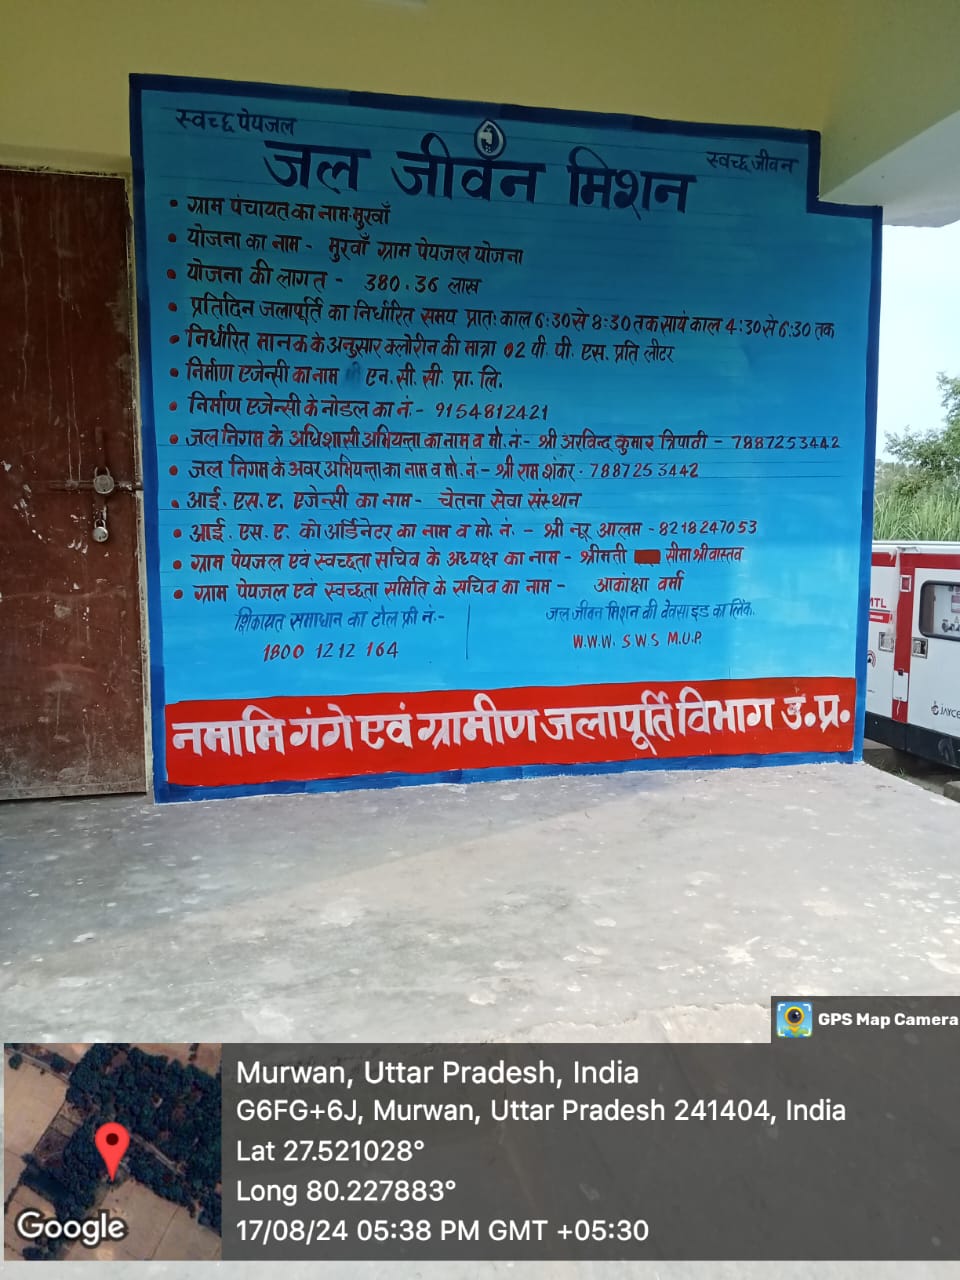 स्वच्छ पेयजल
स्वच्छ जीवन
जल जीवन मिशन
• ग्राम पंचायत का नाम-मुरवाँ
• योजना का नाम - मुरवाँ ग्राम पेयजल योजना
• योजना की लागत - 380.36 लाख
• प्रतिदिन जलापूर्ति का निर्धारित समय प्रातः काल 6:30 से 8:30 तक सायं काल 4:30 से 6:30 तक
• निर्धारित मानक के अनुसार क्लोरीन की मात्रा 02 पी. पी. एस. प्रति लीटर
• निर्माण एजेन्सी का नाम एन. सी. सी. प्रा. लि.
• निर्माण एजेन्सी के नोडल का नं:- 9154812421
• जल निगम के अधिशासी अभियन्ता का नाम व मो. नं:- श्री अरविन्द कुमार त्रिपाठी - 7887253442
• जल निगम के अवर अभियन्ता का नाम व मो. नं:- श्री राम शंकर - 7887253442
• आई. एस. ए. एजेन्सी का नाम - चेतना सेवा संस्थान
• आई. एस. ए. को अर्डिनेटर का नाम व मो. नं. - श्री नूर आलम - 8218247053
• ग्राम पेयजल एवं स्वच्छता सचिव के अध्यक्ष का नाम - श्रीमती सीमा श्रीवास्तव
• ग्राम पेयजल एवं स्वच्छता समिति के सचिव का नाम - आकांक्षा वर्मा
शिकायत समाधान का टोल फ्री नं:-
1800 1212 164
जल जीवन मिशन की वेवसाइड का लिंक.
W.W.W. S W S M.U.P.
नमामि गंगे एवं ग्रामीण जलापूर्ति विभाग उ.प्र.
GPS Map Camera
Murwan, Uttar Pradesh, India
G6FG+6J, Murwan, Uttar Pradesh 241404, India
Lat 27.521028°
Long 80.227883°
17/08/24 05:38 PM GMT +05:30
Google